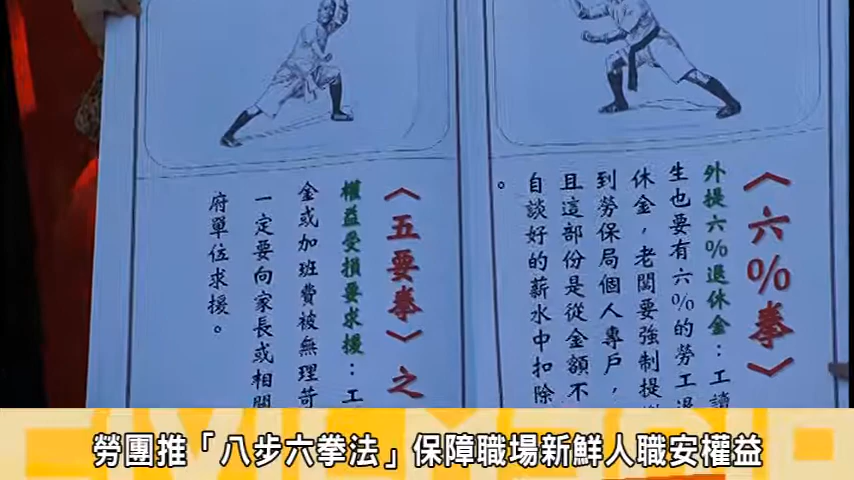 〈六%拳〉
外提六%退休金：工讀
生也要有六%的勞工退
休金，老闆要強制提
到勞保局個人專戶，
且這部份是從金額不
自談好的薪水中扣除
。
〈五要拳〉之
權益受損要求援：工
金或加班費被無理苛
一定要向家長或相關
府單位求援。
勞團推「八步六拳法」保障職場新鮮人職安權益